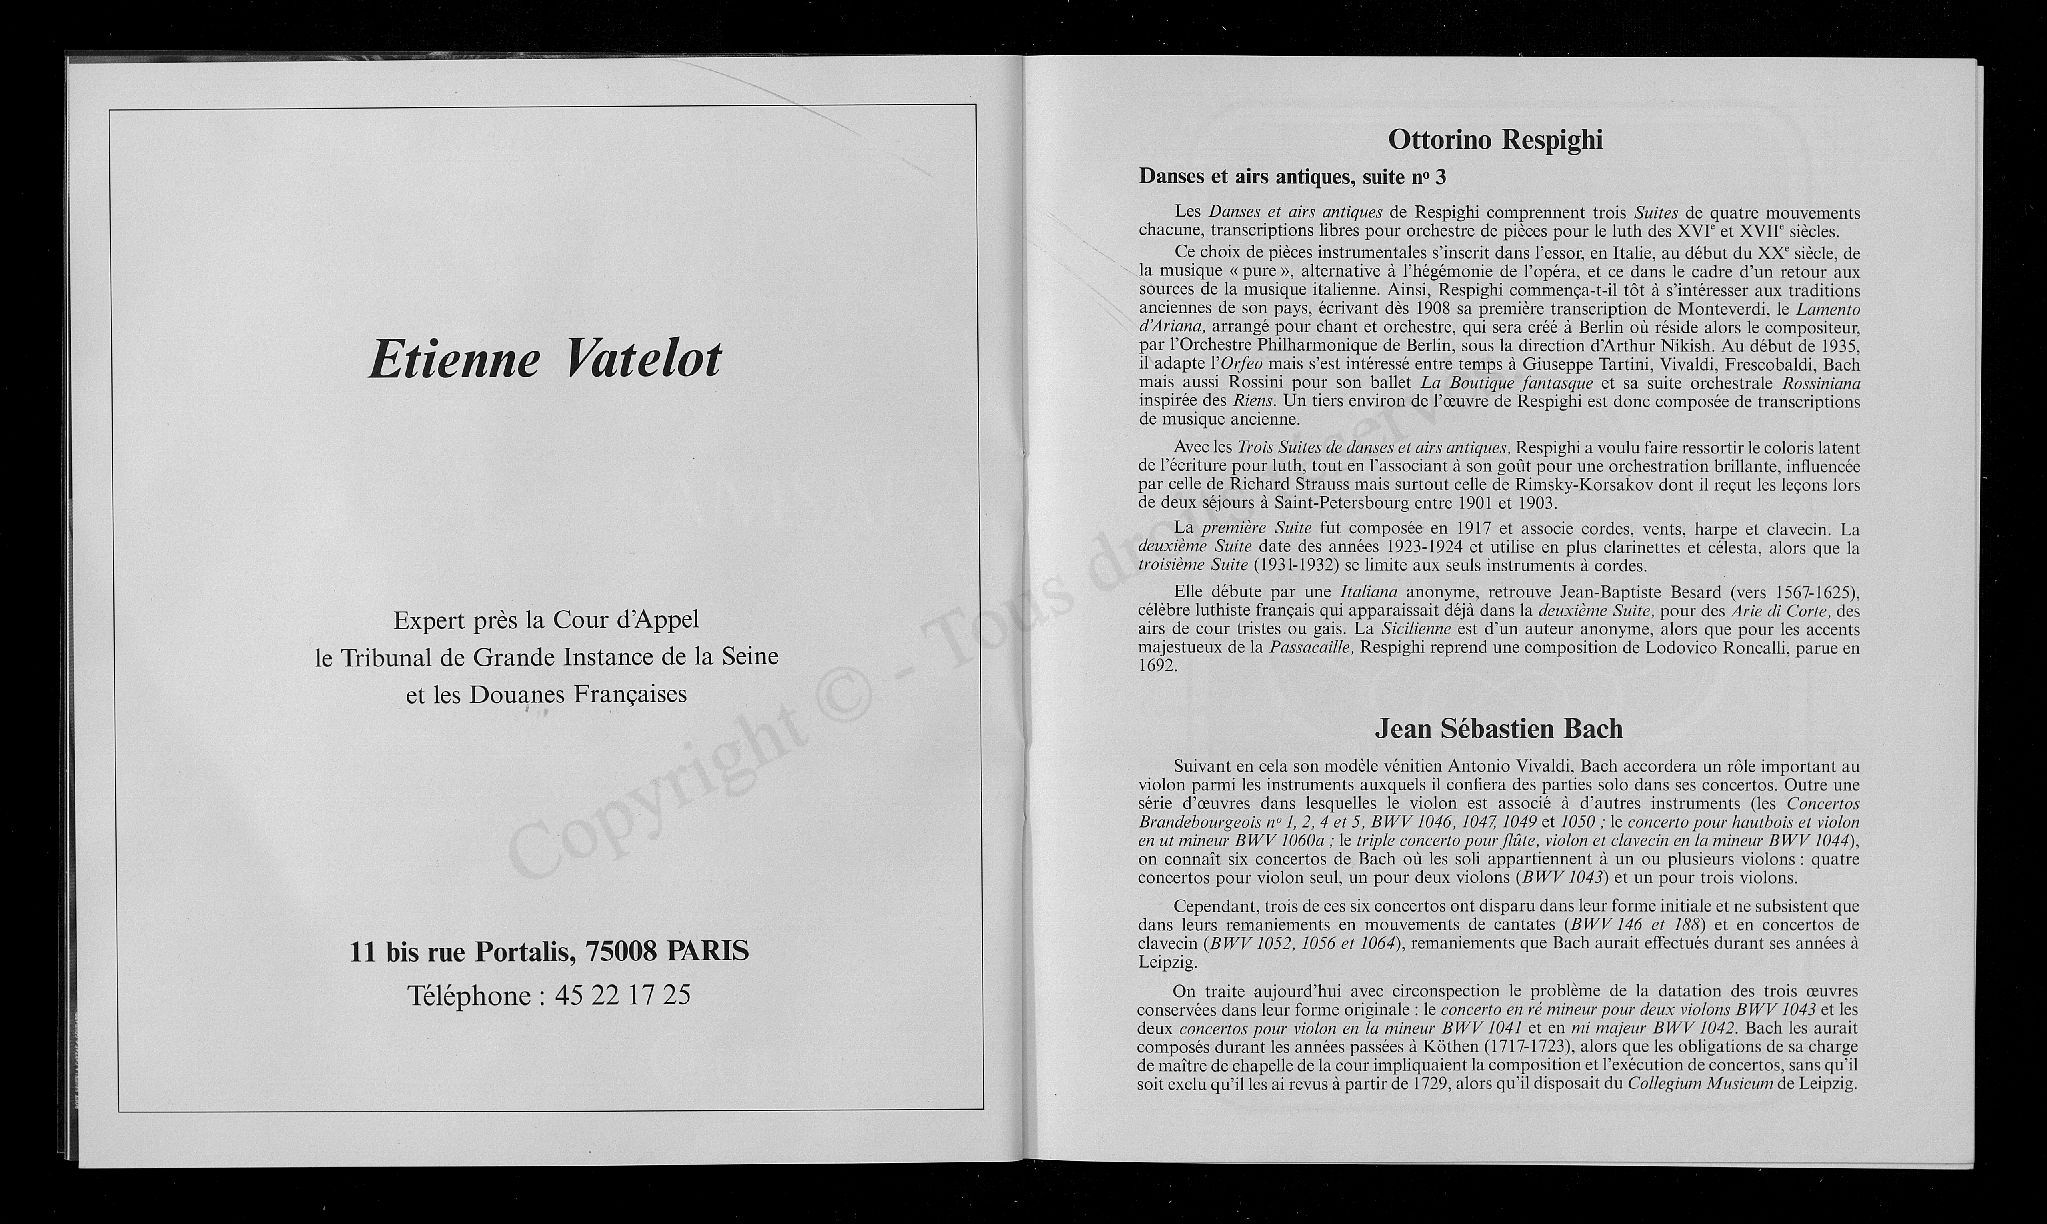 Etienne Vatelot
Expert près la Cour d'Appel
le Tribunal de Grande Instance de la Seine
et les Douanes Françaises
11 bis rue Portalis, 75008 PARIS
Téléphone : 45 22 17 25
Ottorino Respighi
Danses et airs antiques, suite nº 3
Les Danses et airs antiques de Respighi comprennent trois Suites de quatre mouvements
chacune, transcriptions libres pour orchestre de pièces pour le luth des XVIᵉ et XVIIᵉ siècles.
Ce choix de pièces instrumentales s'inscrit dans l'essor, en Italie, au début du XXᵉ siècle, de
la musique « pure », alternative à l'hégémonie de l'opéra, et ce dans le cadre d'un retour aux
sources de la musique italienne. Ainsi, Respighi commença-t-il tôt à s'intéresser aux traditions
anciennes de son pays, écrivant dès 1908 sa première transcription de Monteverdi, le Lamento
d'Ariana, arrangé pour chant et orchestre, qui sera créé à Berlin où réside alors le compositeur,
par l'Orchestre Philharmonique de Berlin, sous la direction d'Arthur Nikish. Au début de 1935,
il adapte l'Orfeo mais s'est intéressé entre temps à Giuseppe Tartini, Vivaldi, Frescobaldi, Bach
mais aussi Rossini pour son ballet La Boutique fantasque et sa suite orchestrale Rossiniana
inspirée des Riens. Un tiers environ de l'œuvre de Respighi est donc composée de transcriptions
de musique ancienne.
Avec les Trois Suites de danses et airs antiques, Respighi a voulu faire ressortir le coloris latent
de l'écriture pour luth, tout en l'associant à son goût pour une orchestration brillante, influencée
par celle de Richard Strauss mais surtout celle de Rimsky-Korsakov dont il reçut les leçons lors
de deux séjours à Saint-Petersbourg entre 1901 et 1903.
La première Suite fut composée en 1917 et associe cordes, vents, harpe et clavecin. La
deuxième Suite date des années 1923-1924 et utilise en plus clarinettes et célesta, alors que la
troisième Suite (1931-1932) se limite aux seuls instruments à cordes.
Elle débute par une Italiana anonyme, retrouve Jean-Baptiste Besard (vers 1567-1625),
célèbre luthiste français qui apparaissait déjà dans la deuxième Suite, pour des Arie di Corte, des
airs de cour tristes ou gais. La Sicilienne est d'un auteur anonyme, alors que pour les accents
majestueux de la Passacaille, Respighi reprend une composition de Lodovico Roncalli, parue en
1692.
Jean Sébastien Bach
Suivant en cela son modèle vénitien Antonio Vivaldi, Bach accordera un rôle important au
violon parmi les instruments auxquels il confiera des parties solo dans ses concertos. Outre une
série d'œuvres dans lesquelles le violon est associé à d'autres instruments (les Concertos
Brandebourgeois nº 1, 2, 4 et 5, BWV 1046, 1047, 1049 et 1050 ; le concerto pour hautbois et violon
en ut mineur BWV 1060a ; le triple concerto pour flûte, violon et clavecin en la mineur BWV 1044),
on connaît six concertos de Bach où les soli appartiennent à un ou plusieurs violons : quatre
concertos pour violon seul, un pour deux violons (BWV 1043) et un pour trois violons.
Cependant, trois de ces six concertos ont disparu dans leur forme initiale et ne subsistent que
dans leurs remaniements en mouvements de cantates (BWV 146 et 188) et en concertos de
clavecin (BWV 1052, 1056 et 1064), remaniements que Bach aurait effectués durant ses années à
Leipzig.
On traite aujourd'hui avec circonspection le problème de la datation des trois œuvres
conservées dans leur forme originale : le concerto en ré mineur pour deux violons BWV 1043 et les
deux concertos pour violon en la mineur BWV 1041 et en mi majeur BWV 1042. Bach les aurait
composés durant les années passées à Köthen (1717-1723), alors que les obligations de sa charge
de maître de chapelle de la cour impliquaient la composition et l'exécution de concertos, sans qu'il
soit exclu qu'il les ai revus à partir de 1729, alors qu'il disposait du Collegium Musicum de Leipzig.
Copyright © - Tous droits réservés